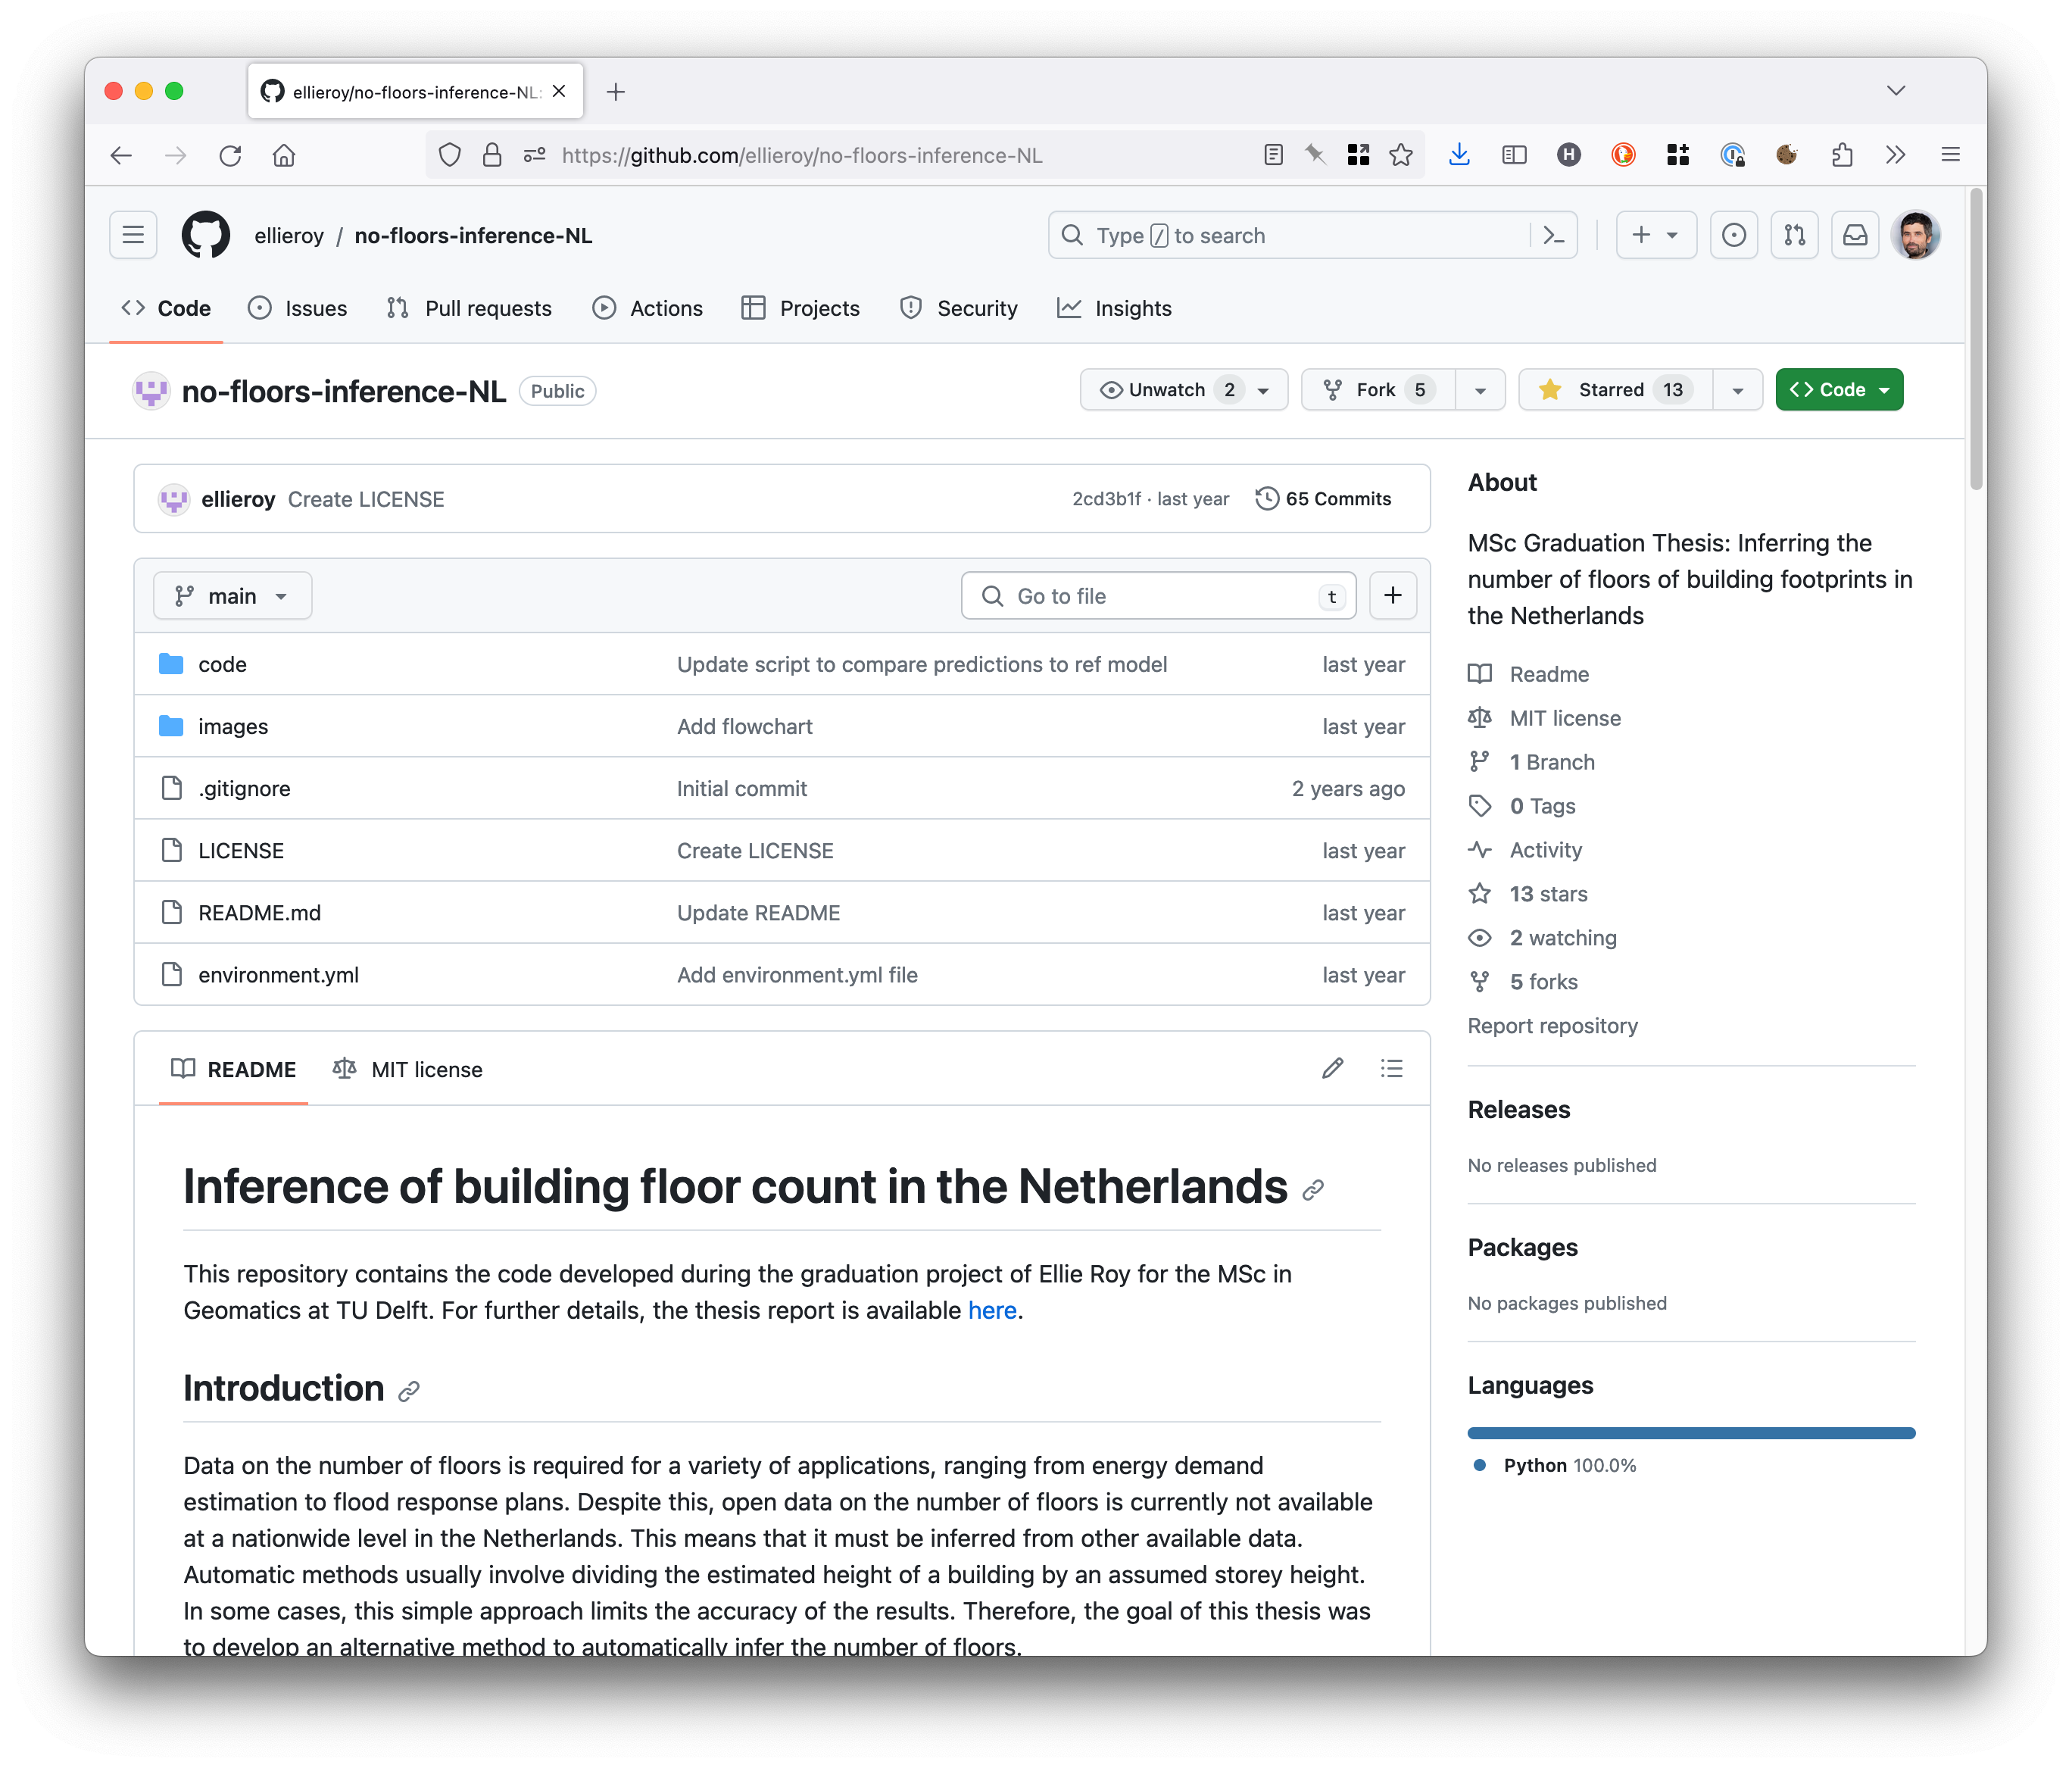 ellieroy/no-floors-inference-NL:
https://github.com/ellieroy/no-floors-inference-NL
H
ellieroy / no-floors-inference-NL
Type / to search
Code Issues Pull requests Actions Projects Security Insights
no-floors-inference-NL Public
Unwatch 2 Fork 5 Starred 13 Code
ellieroy Create LICENSE 2cd3b1f · last year 65 Commits
main Go to file t
code Update script to compare predictions to ref model last year
images Add flowchart last year
.gitignore Initial commit 2 years ago
LICENSE Create LICENSE last year
README.md Update README last year
environment.yml Add environment.yml file last year
README MIT license
Inference of building floor count in the Netherlands
This repository contains the code developed during the graduation project of Ellie Roy for the MSc in
Geomatics at TU Delft. For further details, the thesis report is available here.
Introduction
Data on the number of floors is required for a variety of applications, ranging from energy demand
estimation to flood response plans. Despite this, open data on the number of floors is currently not available
at a nationwide level in the Netherlands. This means that it must be inferred from other available data.
Automatic methods usually involve dividing the estimated height of a building by an assumed storey height.
In some cases, this simple approach limits the accuracy of the results. Therefore, the goal of this thesis was
to develop an alternative method to automatically infer the number of floors.
About
MSc Graduation Thesis: Inferring the
number of floors of building footprints in
the Netherlands
Readme
MIT license
1 Branch
0 Tags
Activity
13 stars
2 watching
5 forks
Report repository
Releases
No releases published
Packages
No packages published
Languages
Python 100.0%